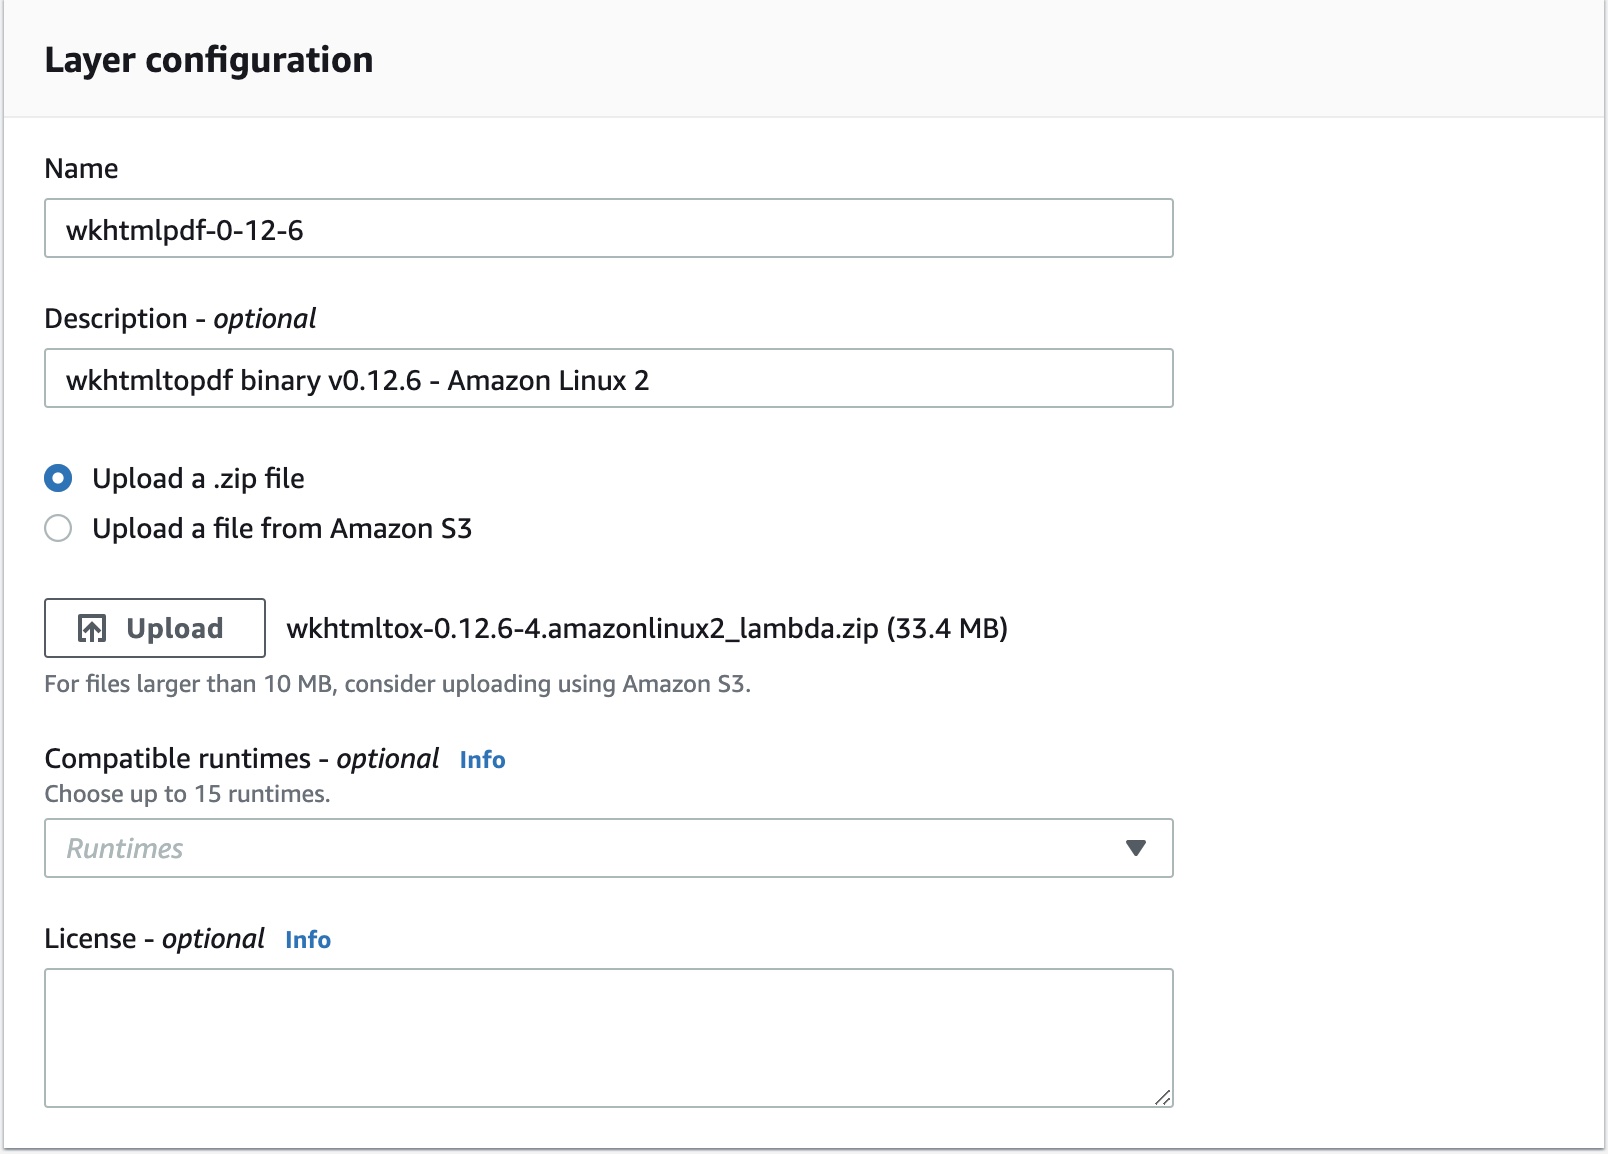 Layer configuration
Name
wkhtmlpdf-0-12-6
Description - optional
wkhtmltopdf binary v0.12.6 - Amazon Linux 2
Upload a .zip file
Upload a file from Amazon S3
Upload wkhtmltox-0.12.6-4.amazonlinux2_lambda.zip (33.4 MB)
For files larger than 10 MB, consider uploading using Amazon S3.
Compatible runtimes - optional Info
Choose up to 15 runtimes.
Runtimes
License - optional Info